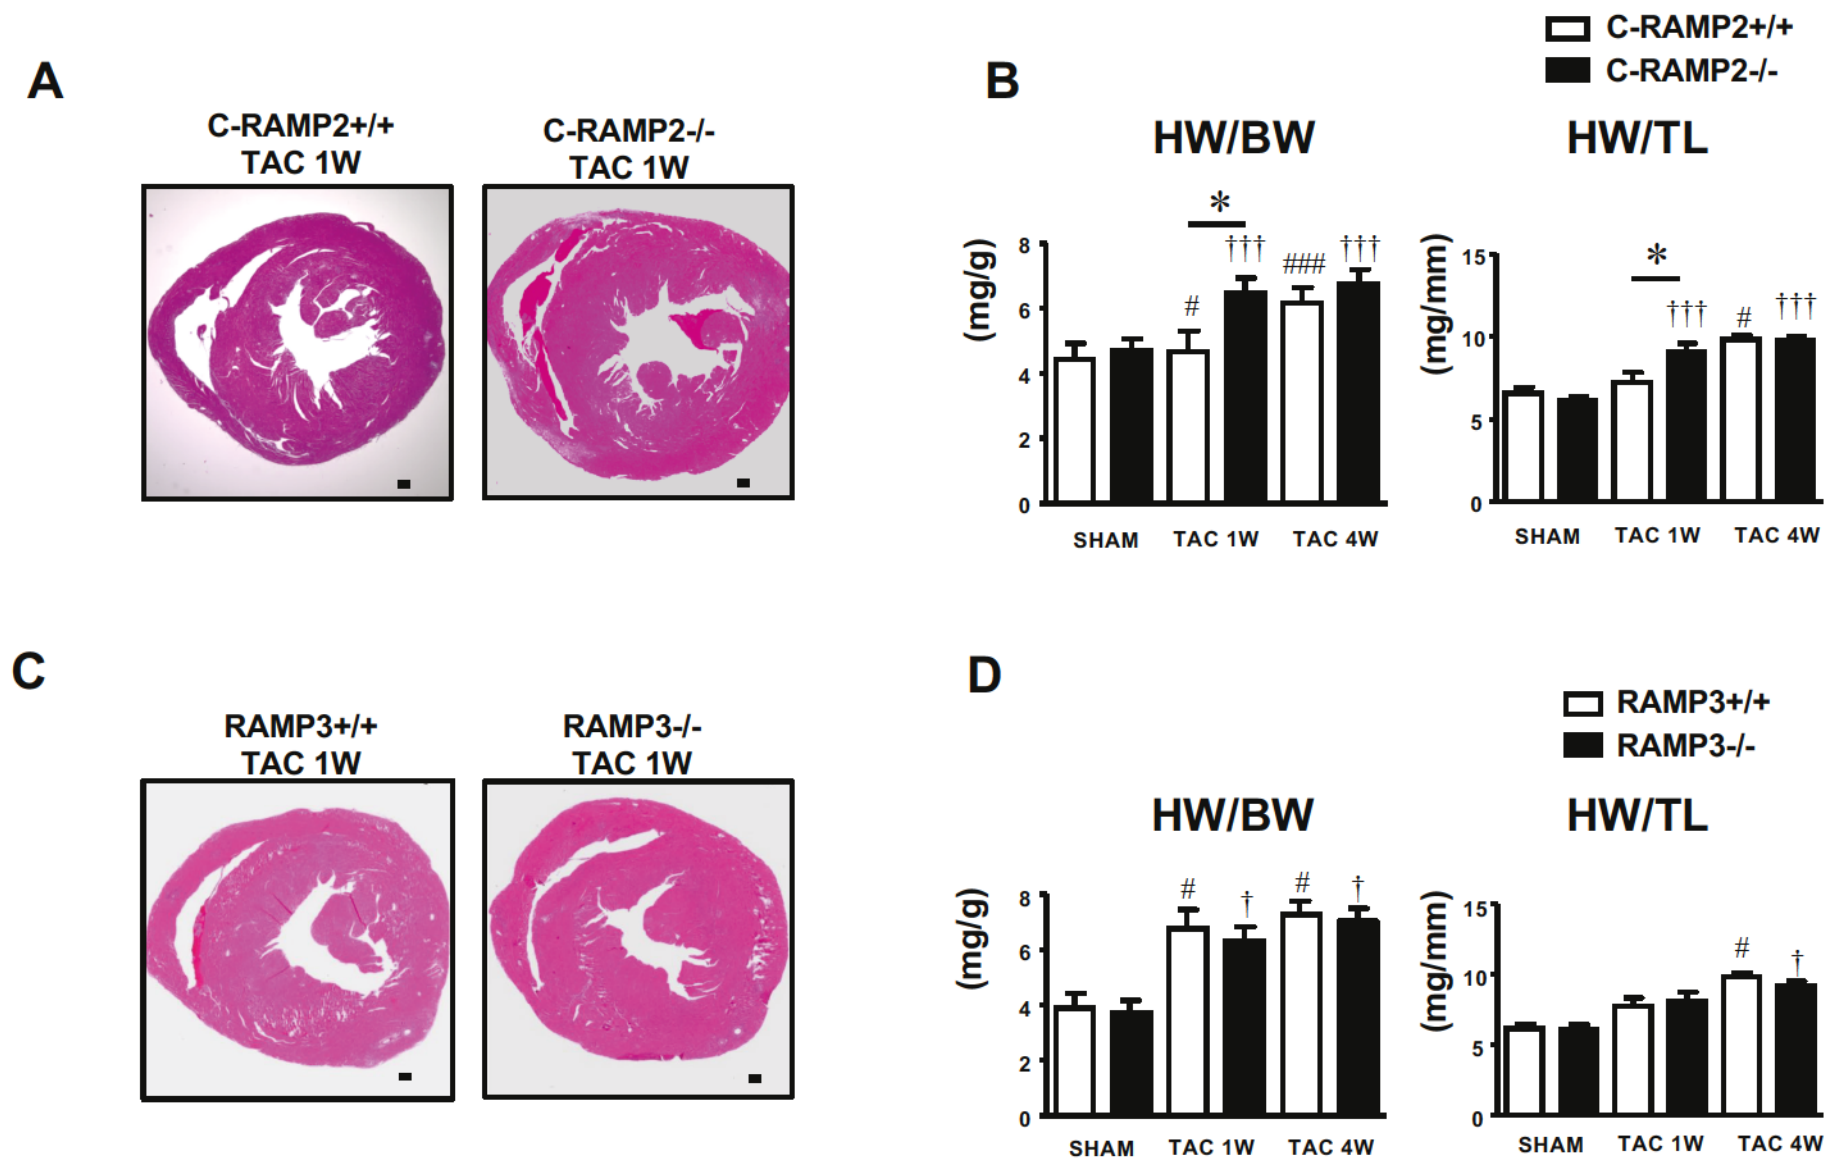 A
C-RAMP2+/+
TAC 1W
C-RAMP2-/-
TAC 1W
B
C-RAMP2+/+
C-RAMP2-/-
HW/BW
(mg/g)
8
6
4
2
0
#
*
†††
###
†††
SHAM
TAC 1W
TAC 4W
HW/TL
(mg/mm)
15
10
5
0
*
†††
#
†††
SHAM
TAC 1W
TAC 4W
C
RAMP3+/+
TAC 1W
RAMP3-/-
TAC 1W
D
RAMP3+/+
RAMP3-/-
HW/BW
(mg/g)
8
6
4
2
0
#
†
#
†
SHAM
TAC 1W
TAC 4W
HW/TL
(mg/mm)
15
10
5
0
#
†
SHAM
TAC 1W
TAC 4W